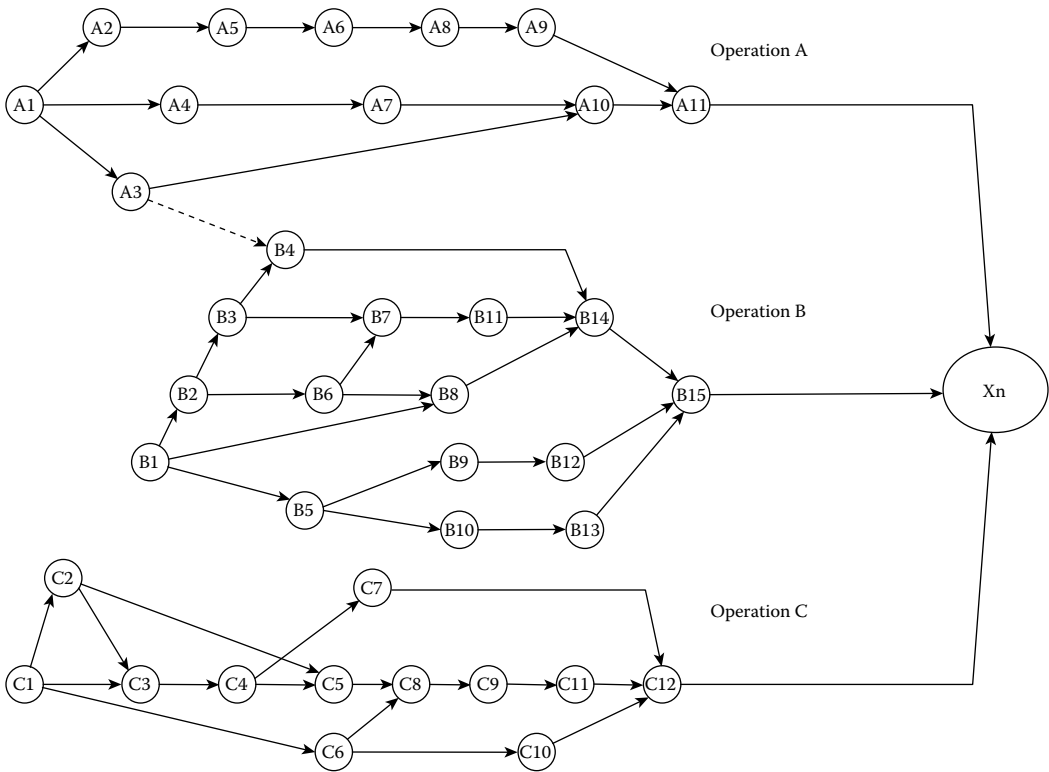 A2
A5
A6
A8
A9
Operation A
A1
A4
A7
A10
A11
A3
B4
B3
B7
B11
B14
Operation B
B2
B6
B8
B15
Xn
B1
B9
B12
B5
B10
B13
C2
C7
Operation C
C1
C3
C4
C5
C8
C9
C11
C12
C6
C10